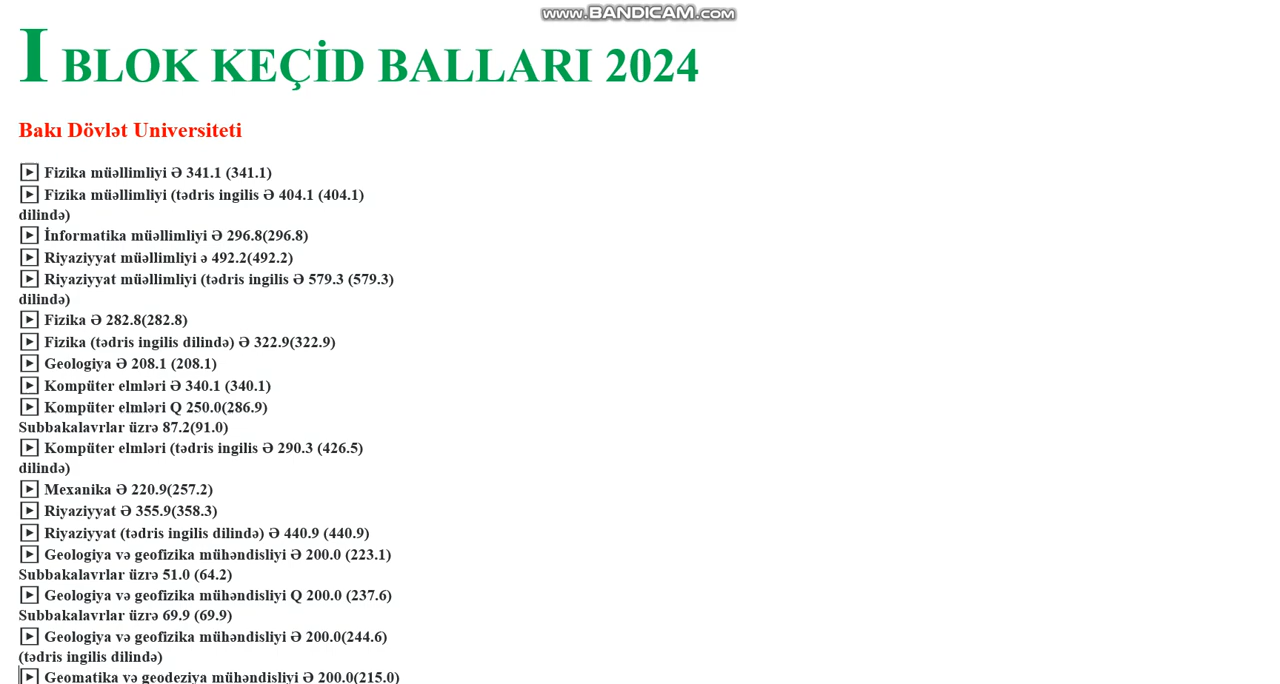 www.BANDICAM.com
I BLOK KEÇİD BALLARI 2024
Bakı Dövlət Universiteti
▶ Fizika müəllimliyi Ə 341.1 (341.1)
▶ Fizika müəllimliyi (tədris ingilis Ə 404.1 (404.1)
dilində)
▶ İnformatika müəllimliyi Ə 296.8(296.8)
▶ Riyaziyyat müəllimliyi ə 492.2(492.2)
▶ Riyaziyyat müəllimliyi (tədris ingilis Ə 579.3 (579.3)
dilində)
▶ Fizika Ə 282.8(282.8)
▶ Fizika (tədris ingilis dilində) Ə 322.9(322.9)
▶ Geologiya Ə 208.1 (208.1)
▶ Kompüter elmləri Ə 340.1 (340.1)
▶ Kompüter elmləri Q 250.0(286.9)
Subbakalavrlar üzrə 87.2(91.0)
▶ Kompüter elmləri (tədris ingilis Ə 290.3 (426.5)
dilində)
▶ Mexanika Ə 220.9(257.2)
▶ Riyaziyyat Ə 355.9(358.3)
▶ Riyaziyyat (tədris ingilis dilində) Ə 440.9 (440.9)
▶ Geologiya və geofizika mühəndisliyi Ə 200.0 (223.1)
Subbakalavrlar üzrə 51.0 (64.2)
▶ Geologiya və geofizika mühəndisliyi Q 200.0 (237.6)
Subbakalavrlar üzrə 69.9 (69.9)
▶ Geologiya və geofizika mühəndisliyi Ə 200.0(244.6)
(tədris ingilis dilində)
▶ Geomatika və geodeziya mühəndisliyi Ə 200.0(215.0)